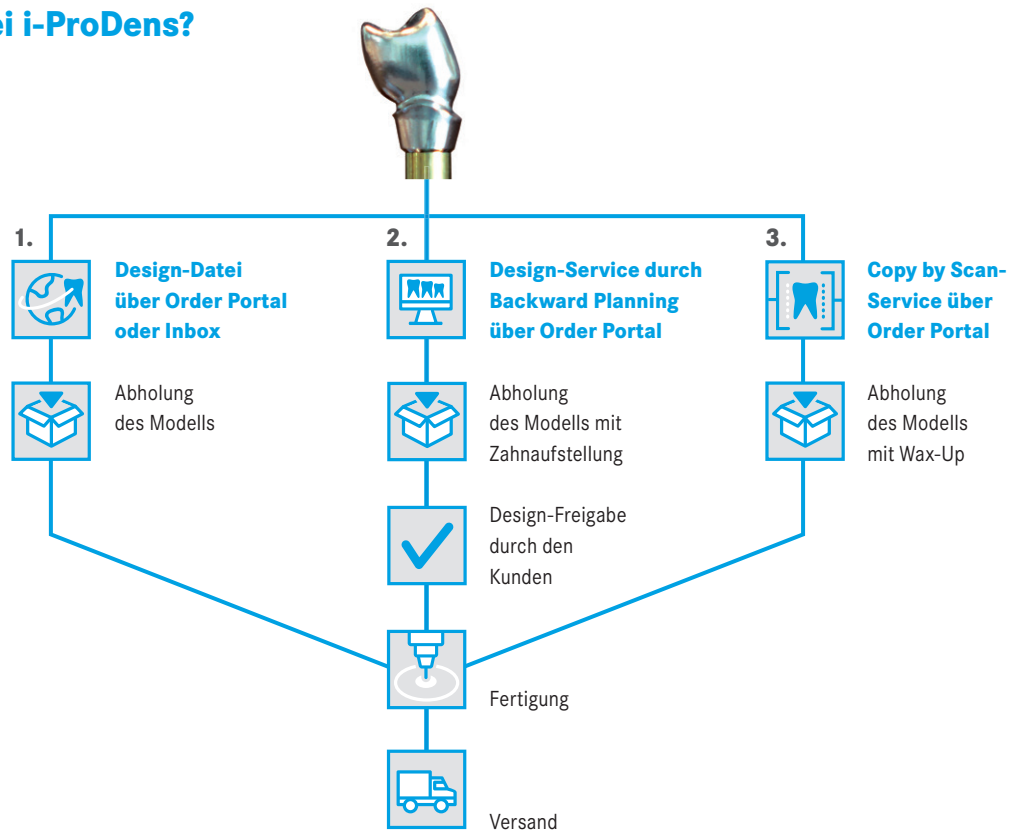 i i-ProDens?
1.
Design-Datei
über Order Portal
oder Inbox
Abholung
des Modells
2.
Design-Service durch
Backward Planning
über Order Portal
Abholung
des Modells mit
Zahnaufstellung
Design-Freigabe
durch den
Kunden
3.
Copy by Scan-
Service über
Order Portal
Abholung
des Modells
mit Wax-Up
Fertigung
Versand